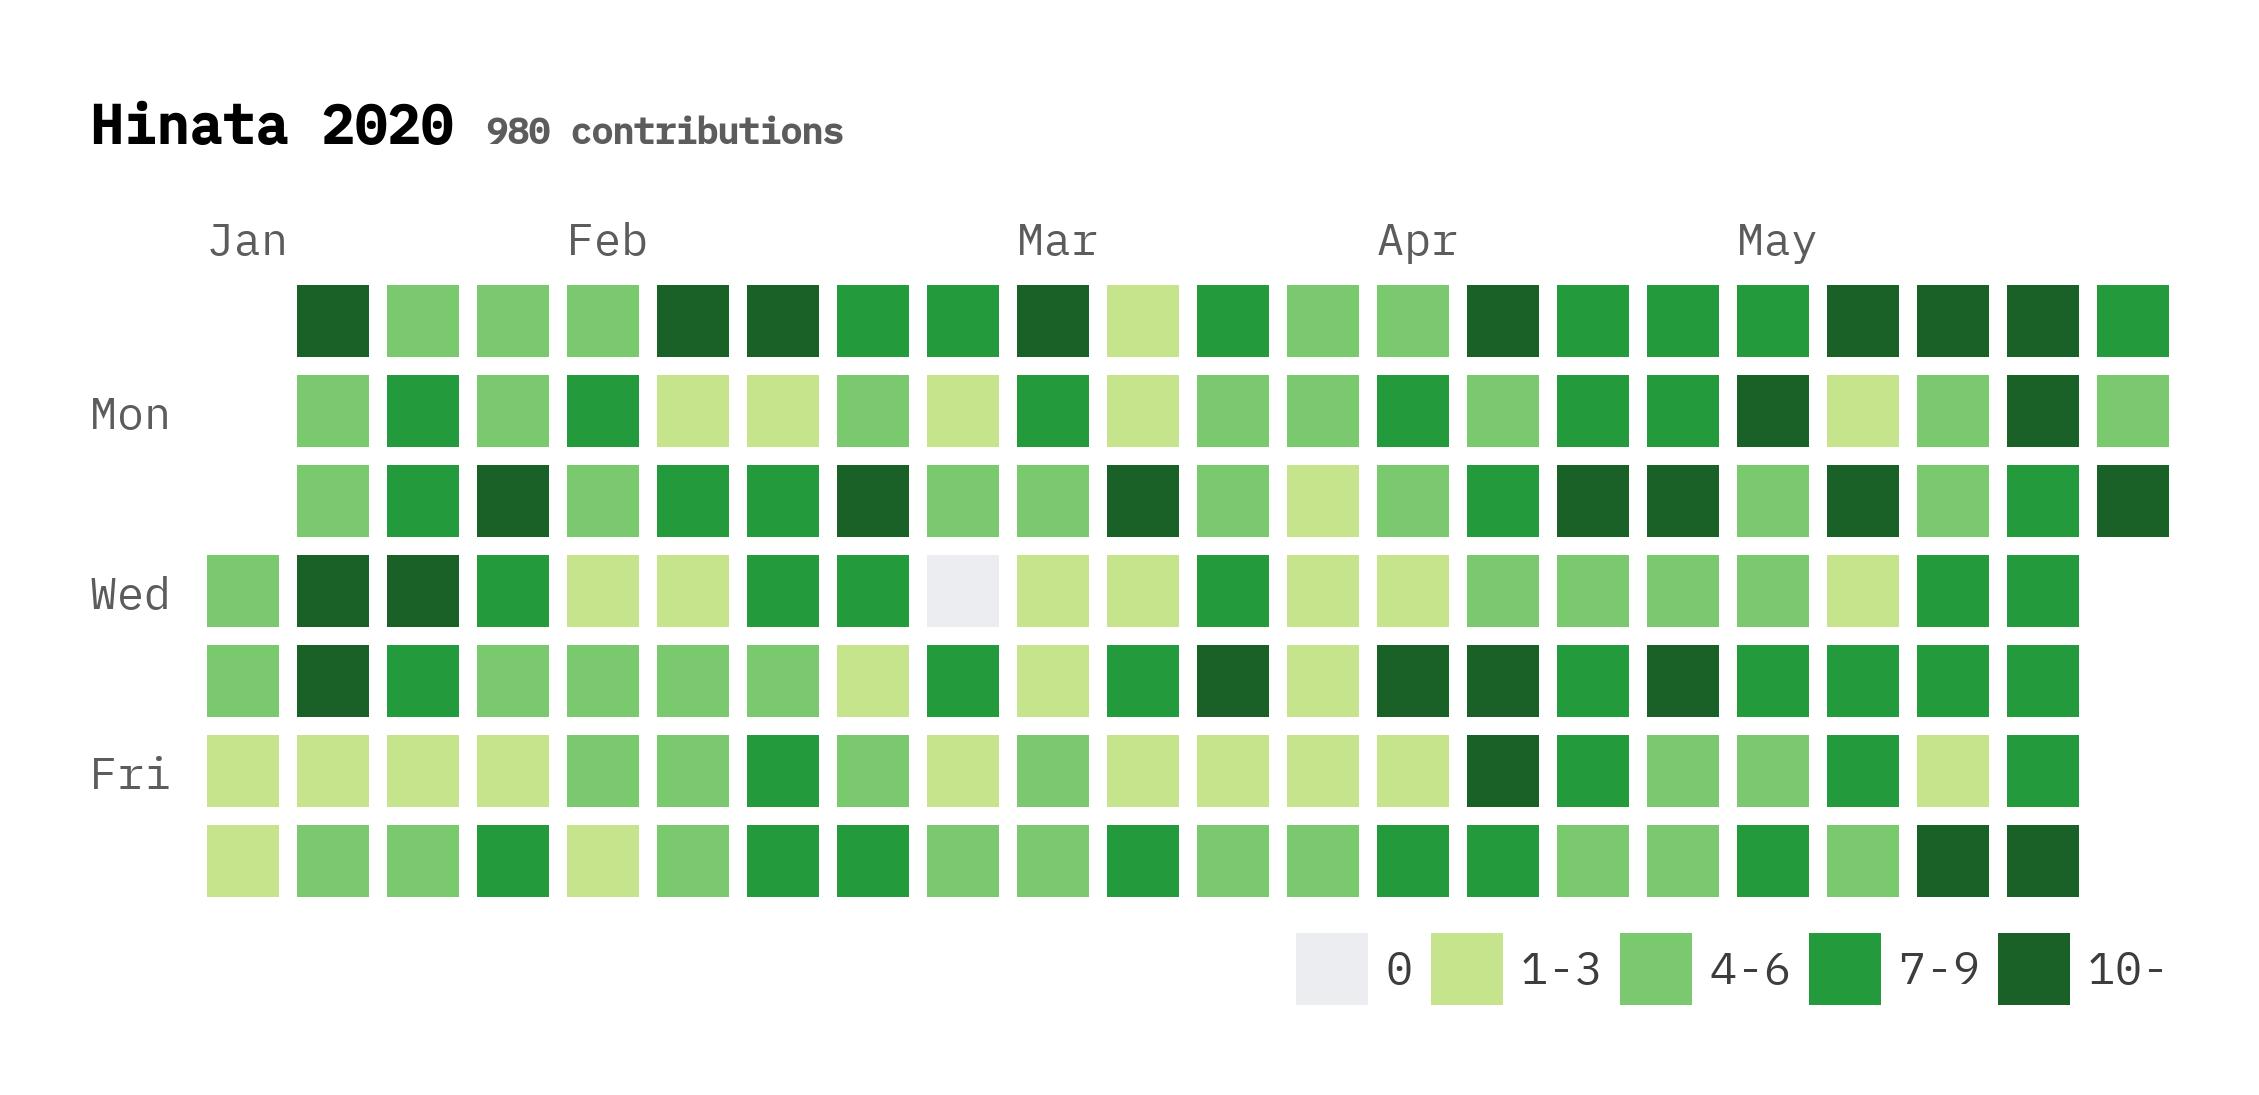 Hinata 2020 980 contributions
Jan Feb Mar Apr May
Mon
Wed
Fri
0 1-3 4-6 7-9 10-